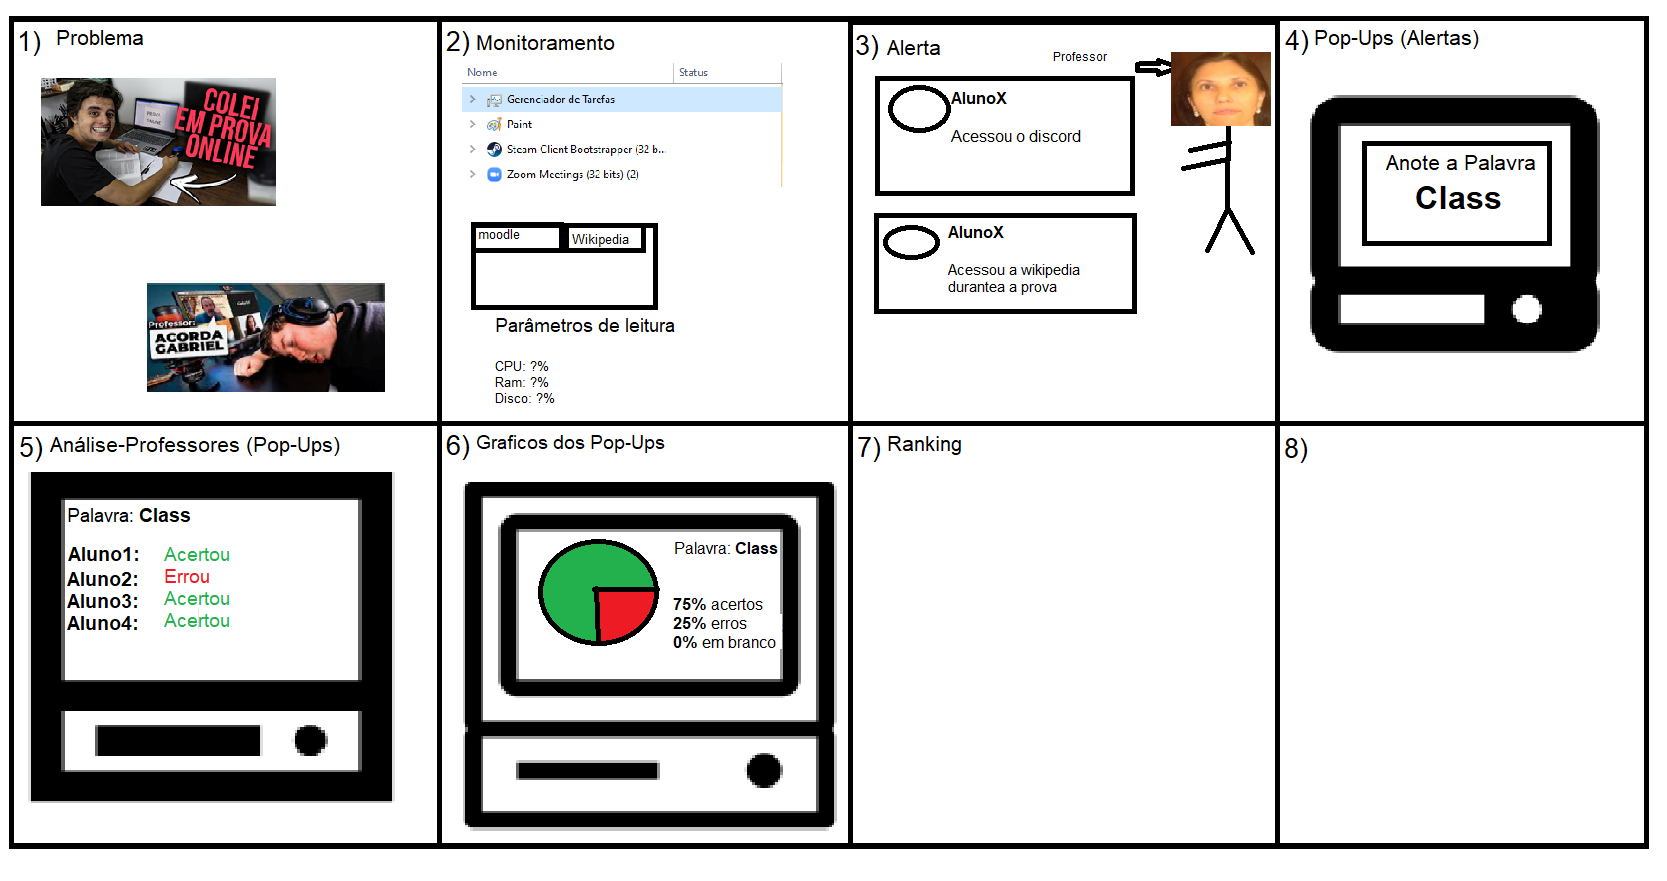 1) Problema
COLEI
EM PROVA
ONLINE
PROVA
ONLINE
Professor:
ACORDA
GABRIEL
2) Monitoramento
Nome Status
Gerenciador de Tarefas
Paint
Steam Client Bootstrapper (32 b...
Zoom Meetings (32 bits) (2)
moodle Wikipedia
Parâmetros de leitura
CPU: ?%
Ram: ?%
Disco: ?%
3) Alerta
Professor
AlunoX
Acessou o discord
AlunoX
Acessou a wikipedia
durantea a prova
4) Pop-Ups (Alertas)
Anote a Palavra
Class
5) Análise-Professores (Pop-Ups)
Palavra: Class
Aluno1: Acertou
Aluno2: Errou
Aluno3: Acertou
Aluno4: Acertou
6) Graficos dos Pop-Ups
Palavra: Class
75% acertos
25% erros
0% em branco
7) Ranking
8)